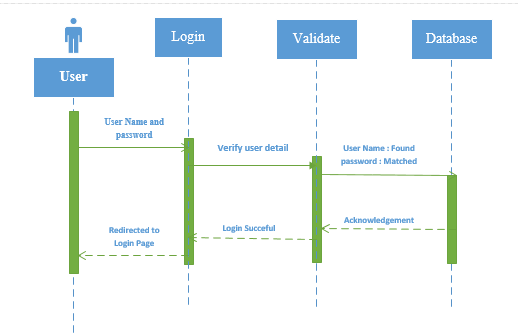 Login
Validate
Database
User
User Name and
password
Verify user detail
User Name : Found
password : Matched
Acknowledgement
Login Succeful
Redirected to
Login Page